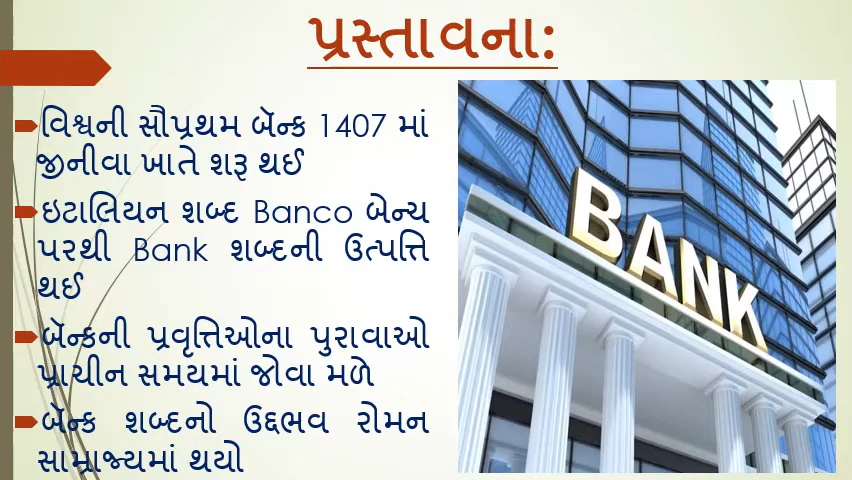 પ્રસ્તાવના:
વિશ્વની સૌપ્રથમ બૅન્ક 1407 માં
જીનીવા ખાતે શરૂ થઈ
ઇટાલિયન શબ્દ Banco બેન્ચ
પરથી Bank શબ્દની ઉત્પત્તિ
થઈ
બૅન્કની પ્રવૃત્તિઓના પુરાવાઓ
પ્રાચીન સમયમાં જોવા મળે
બૅન્ક શબ્દનો ઉદ્દભવ રોમન
સામ્રાજ્યમાં થયો
BANK